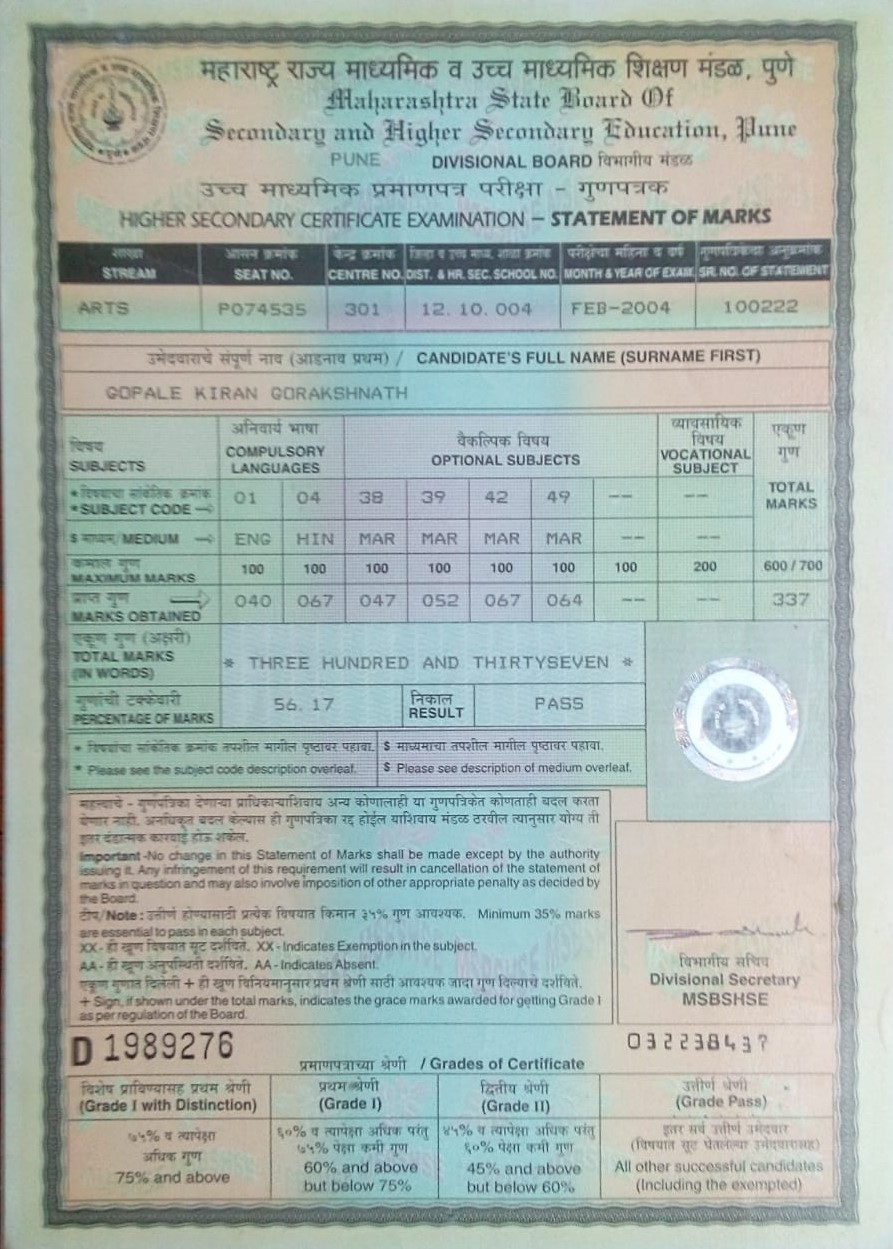 महाराष्ट्र राज्य माध्यमिक व उच्च माध्यमिक शिक्षण मंडळ, पुणे
Maharashtra State Board Of
Secondary and Higher Secondary Education, Pune
PUNE DIVISIONAL BOARD विभागीय मंडळ
उच्च माध्यमिक प्रमाणपत्र परीक्षा - गुणपत्रक
HIGHER SECONDARY CERTIFICATE EXAMINATION – STATEMENT OF MARKS
शाखा आसन क्रमांक केन्द्र क्रमांक जिल्हा व उच्च माध्य. शाळा क्रमांक परीक्षेचा महिना व वर्ष गुणपत्रिकेचा अनुक्रमांक
STREAM SEAT NO. CENTRE NO. DIST. & HR. SEC. SCHOOL NO. MONTH & YEAR OF EXAM. SR. NO. OF STATEMENT
ARTS P074535 301 12. 10. 004 FEB-2004 100222
उमेदवाराचे संपूर्ण नाव (आडनाव प्रथम) / CANDIDATE'S FULL NAME (SURNAME FIRST)
GOPALE KIRAN GORAKSHNATH
विषय
SUBJECTS
अनिवार्य भाषा
COMPULSORY
LANGUAGES
वैकल्पिक विषय
OPTIONAL SUBJECTS
व्यावसायिक
विषय
VOCATIONAL
SUBJECT
एकूण
गुण
TOTAL
MARKS
* विषयाचा सांकेतिक क्रमांक
* SUBJECT CODE → 01 04 38 39 42 49 -- --
$ माध्यम/ MEDIUM → ENG HIN MAR MAR MAR MAR -- --
कमाल गुण
MAXIMUM MARKS 100 100 100 100 100 100 100 200 600 / 700
प्राप्त गुण
MARKS OBTAINED 040 067 047 052 067 064 -- -- 337
एकूण गुण (अक्षरी)
TOTAL MARKS
(IN WORDS)
* THREE HUNDRED AND THIRTYSEVEN *
गुणांची टक्केवारी
PERCENTAGE OF MARKS
56. 17
निकाल
RESULT
PASS
* विषयांचा सांकेतिक क्रमांक तपशील मागील पृष्ठावर पहावा. $ माध्यमाचा तपशील मागील पृष्ठावर पहावा.
* Please see the subject code description overleaf. $ Please see description of medium overleaf.
महत्वाचे - गुणपत्रिका देणाऱ्या प्राधिकाऱ्याशिवाय अन्य कोणालाही या गुणपत्रिकेत कोणताही बदल करता
येणार नाही. अनधिकृत बदल केल्यास ही गुणपत्रिका रद्द होईल याशिवाय मंडळ ठरवील त्यानुसार योग्य ती
इतर दंडात्मक कारवाई होऊ शकेल.
Important -No change in this Statement of Marks shall be made except by the authority
issuing it. Any infringement of this requirement will result in cancellation of the statement of
marks in question and may also involve imposition of other appropriate penalty as decided by
the Board.
टीप/Note : उत्तीर्ण होण्यासाठी प्रत्येक विषयात किमान ३५% गुण आवश्यक. Minimum 35% marks
are essential to pass in each subject.
XX - ही खूण विषयात सूट दर्शविते. XX - Indicates Exemption in the subject.
AA - ही खूण अनुपस्थिती दर्शविते. AA - Indicates Absent.
एकूण गुणात दिलेली + ही खूण विनियमानुसार प्रथम श्रेणी साठी आवश्यक जादा गुण दिल्याचे दर्शविते.
+ Sign, if shown under the total marks, indicates the grace marks awarded for getting Grade I
as per regulation of the Board.
विभागीय सचिव
Divisional Secretary
MSBSHSE
D 1989276
032238437
प्रमाणपत्राच्या श्रेणी / Grades of Certificate
विशेष प्राविण्यासह प्रथम श्रेणी
(Grade I with Distinction)
प्रथम श्रेणी
(Grade I)
द्वितीय श्रेणी
(Grade II)
उत्तीर्ण श्रेणी
(Grade Pass)
७५% व त्यापेक्षा
अधिक गुण
75% and above
६०% व त्यापेक्षा अधिक परंतु
७५% पेक्षा कमी गुण
60% and above
but below 75%
४५% व त्यापेक्षा अधिक परंतु
६०% पेक्षा कमी गुण
45% and above
but below 60%
इतर सर्व उत्तीर्ण उमेदवार
(विषयात सूट घेतलेल्या उमेदवारासह)
All other successful candidates
(Including the exempted)